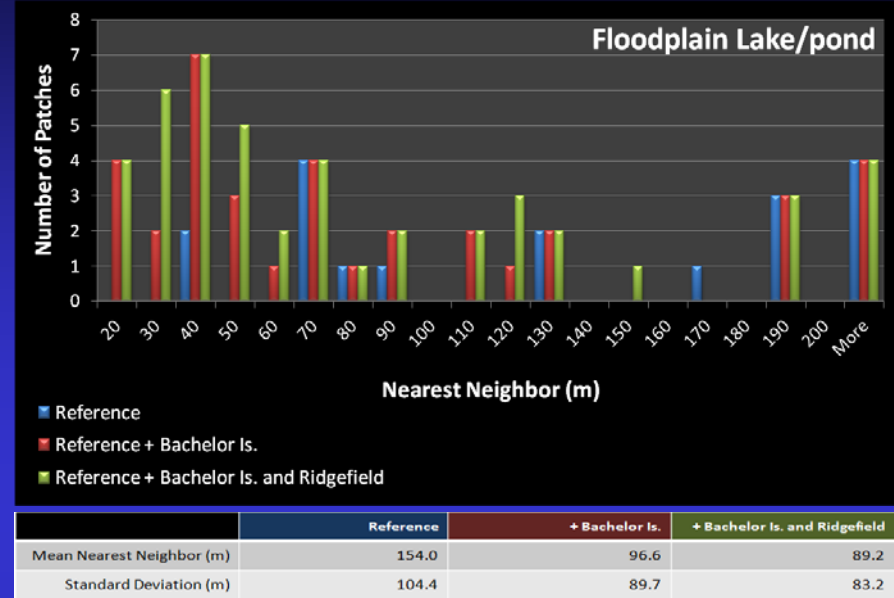 Floodplain Lake/pond
Number of Patches
8
7
6
5
4
3
2
1
0
20 30 40 50 60 70 80 90 100 110 120 130 140 150 160 170 180 190 200 More
Nearest Neighbor (m)
Reference
Reference + Bachelor Is.
Reference + Bachelor Is. and Ridgefield
Reference + Bachelor Is. + Bachelor Is. and Ridgefield
Mean Nearest Neighbor (m) 154.0 96.6 89.2
Standard Deviation (m) 104.4 89.7 83.2